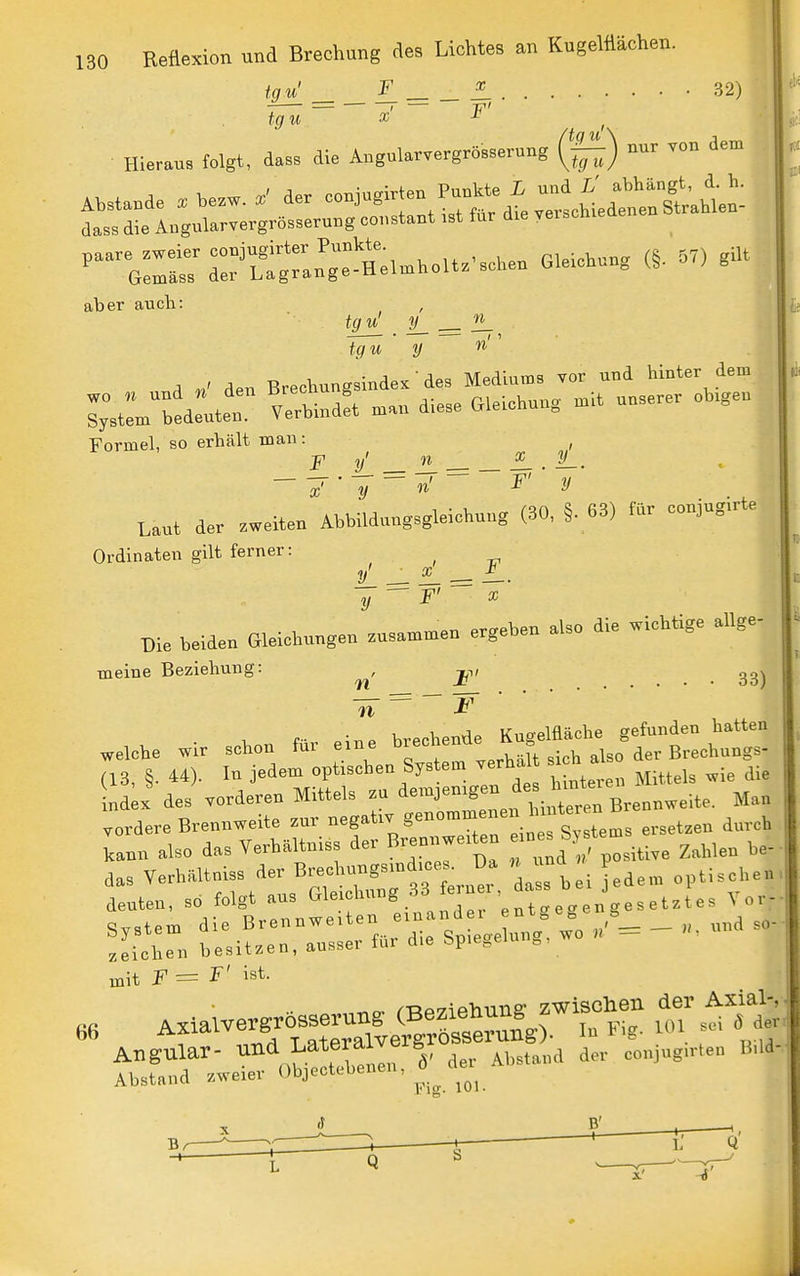 130 Reflexion und Brechung des Lichtes an Kugelflächen.
tg u' / tg u = − F / x' = − x / F' . . . . . . . . . 32)
Hieraus folgt, dass die Angularvergrösserung (tg u' / tg u) nur von dem
Abstande x bezw. x' der conjugirten Punkte L und L' abhängt, d. h.
dass die Angularvergrösserung constant ist für die verschiedenen Strahlen-
paare zweier conjugirter Punkte.
Gemäss der Lagrange-Helmholtz'schen Gleichung (§. 57) gilt
aber auch:
tg u' / tg u · y' / y = n / n',
wo n und n' den Brechungsindex des Mediums vor und hinter dem
System bedeuten. Verbindet man diese Gleichung mit unserer obigen
Formel, so erhält man:
− F / x' · y' / y = n / n' = − x / F' · y' / y.
Laut der zweiten Abbildungsgleichung (30, §. 63) für conjugirte
Ordinaten gilt ferner:
y' / y = x' / F' = F / x.
Die beiden Gleichungen zusammen ergeben also die wichtige allge-
meine Beziehung:
n' / n = − F' / F . . . . . . . . . 33)
welche wir schon für eine brechende Kugelfläche gefunden hatten
(13, §. 44). In jedem optischen System verhält sich also der Brechungs-
index des vorderen Mittels zu demjenigen des hinteren Mittels wie die
vordere Brennweite zur negativ genommenen hinteren Brennweite. Man
kann also das Verhältniss der Brennweiten eines Systems ersetzen durch
das Verhältniss der Brechungsindices. Da n und n' positive Zahlen be-
deuten, so folgt aus Gleichung 33 ferner, dass bei jedem optischen
System die Brennweiten einander entgegengesetztes Vor-
zeichen besitzen, ausser für die Spiegelung, wo n' = − n, und so-
mit F = F' ist.
66 Axialvergrösserung (Beziehung zwischen der Axial-,
Angular- und Lateralvergrösserung). In Fig. 101 sei δ der
Abstand zweier Objectebenen, δ' der Abstand der conjugirten Bild-
Fig. 101.
x δ B'
B L Q S L' Q'
x' δ'